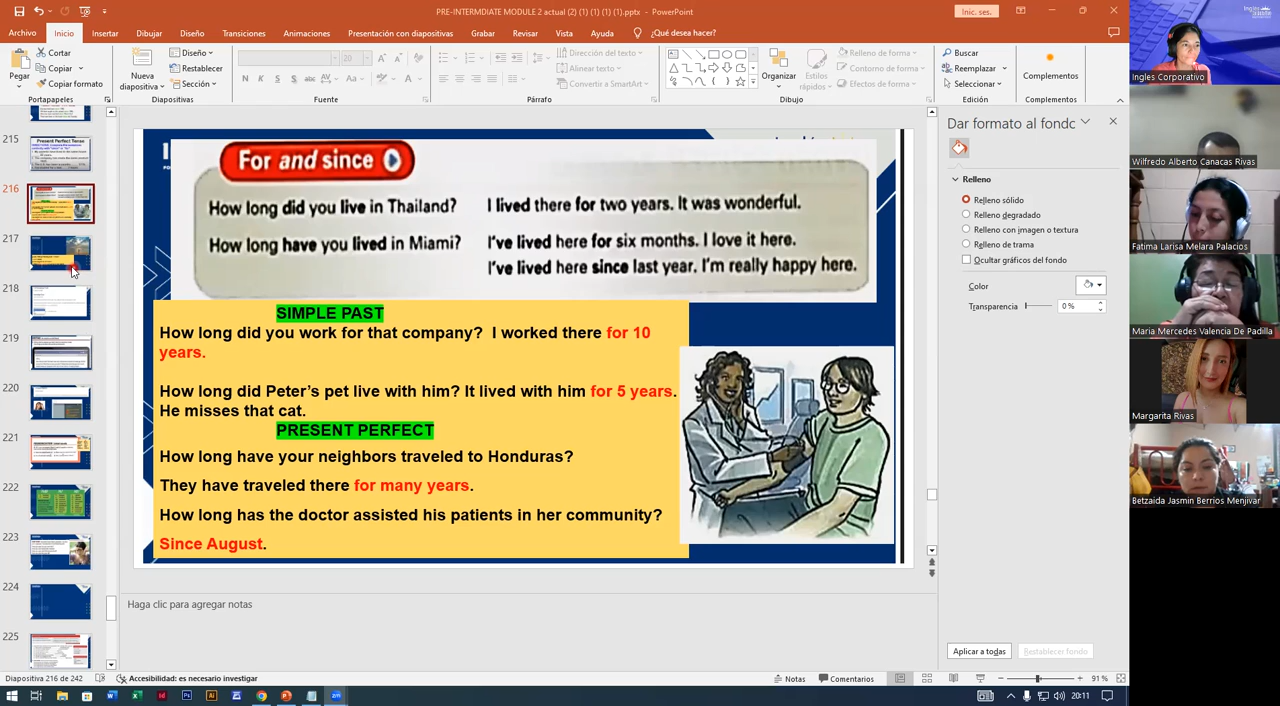 PRE-INTERMDIATE MODULE 2 actual (2) (1) (1) (1) (1).pptx - PowerPoint
Inic. ses.
Archivo Inicio Insertar Dibujar Diseño Transiciones Animaciones Presentación con diapositivas Grabar Revisar Vista Ayuda ¿Qué desea hacer?
Pegar
Cortar
Copiar
Copiar formato
Portapapeles
Nueva
diapositiva
Diseño
Restablecer
Sección
Diapositivas
20
Fuente
Dirección del texto
Alinear texto
Convertir a SmartArt
Párrafo
Organizar
Estilos
rápidos
Relleno de forma
Contorno de forma
Efectos de forma
Dibujo
Buscar
Reemplazar
Seleccionar
Edición
Complementos
Complementos
215
Present Perfect Tense
216
217
218
219
220
221
222
223
224
225
For and since
How long did you live in Thailand? I lived there for two years. It was wonderful.
How long have you lived in Miami? I've lived here for six months. I love it here.
I've lived here since last year. I'm really happy here.
SIMPLE PAST
How long did you work for that company? I worked there for 10
years.
How long did Peter's pet live with him? It lived with him for 5 years.
He misses that cat.
PRESENT PERFECT
How long have your neighbors traveled to Honduras?
They have traveled there for many years.
How long has the doctor assisted his patients in her community?
Since August.
Haga clic para agregar notas
Dar formato al fondo
Relleno
Relleno sólido
Relleno degradado
Relleno con imagen o textura
Relleno de trama
Ocultar gráficos del fondo
Color
Transparencia 0 %
Aplicar a todas
Restablecer fondo
Ingles Corporativo
Wilfredo Alberto Canacas Rivas
Fatima Larisa Melara Palacios
Maria Mercedes Valencia De Padilla
Margarita Rivas
Betzaida Jasmin Berrios Menjivar
Diapositiva 216 de 242
Accesibilidad: es necesario investigar
Notas
Comentarios
91 %
20:11